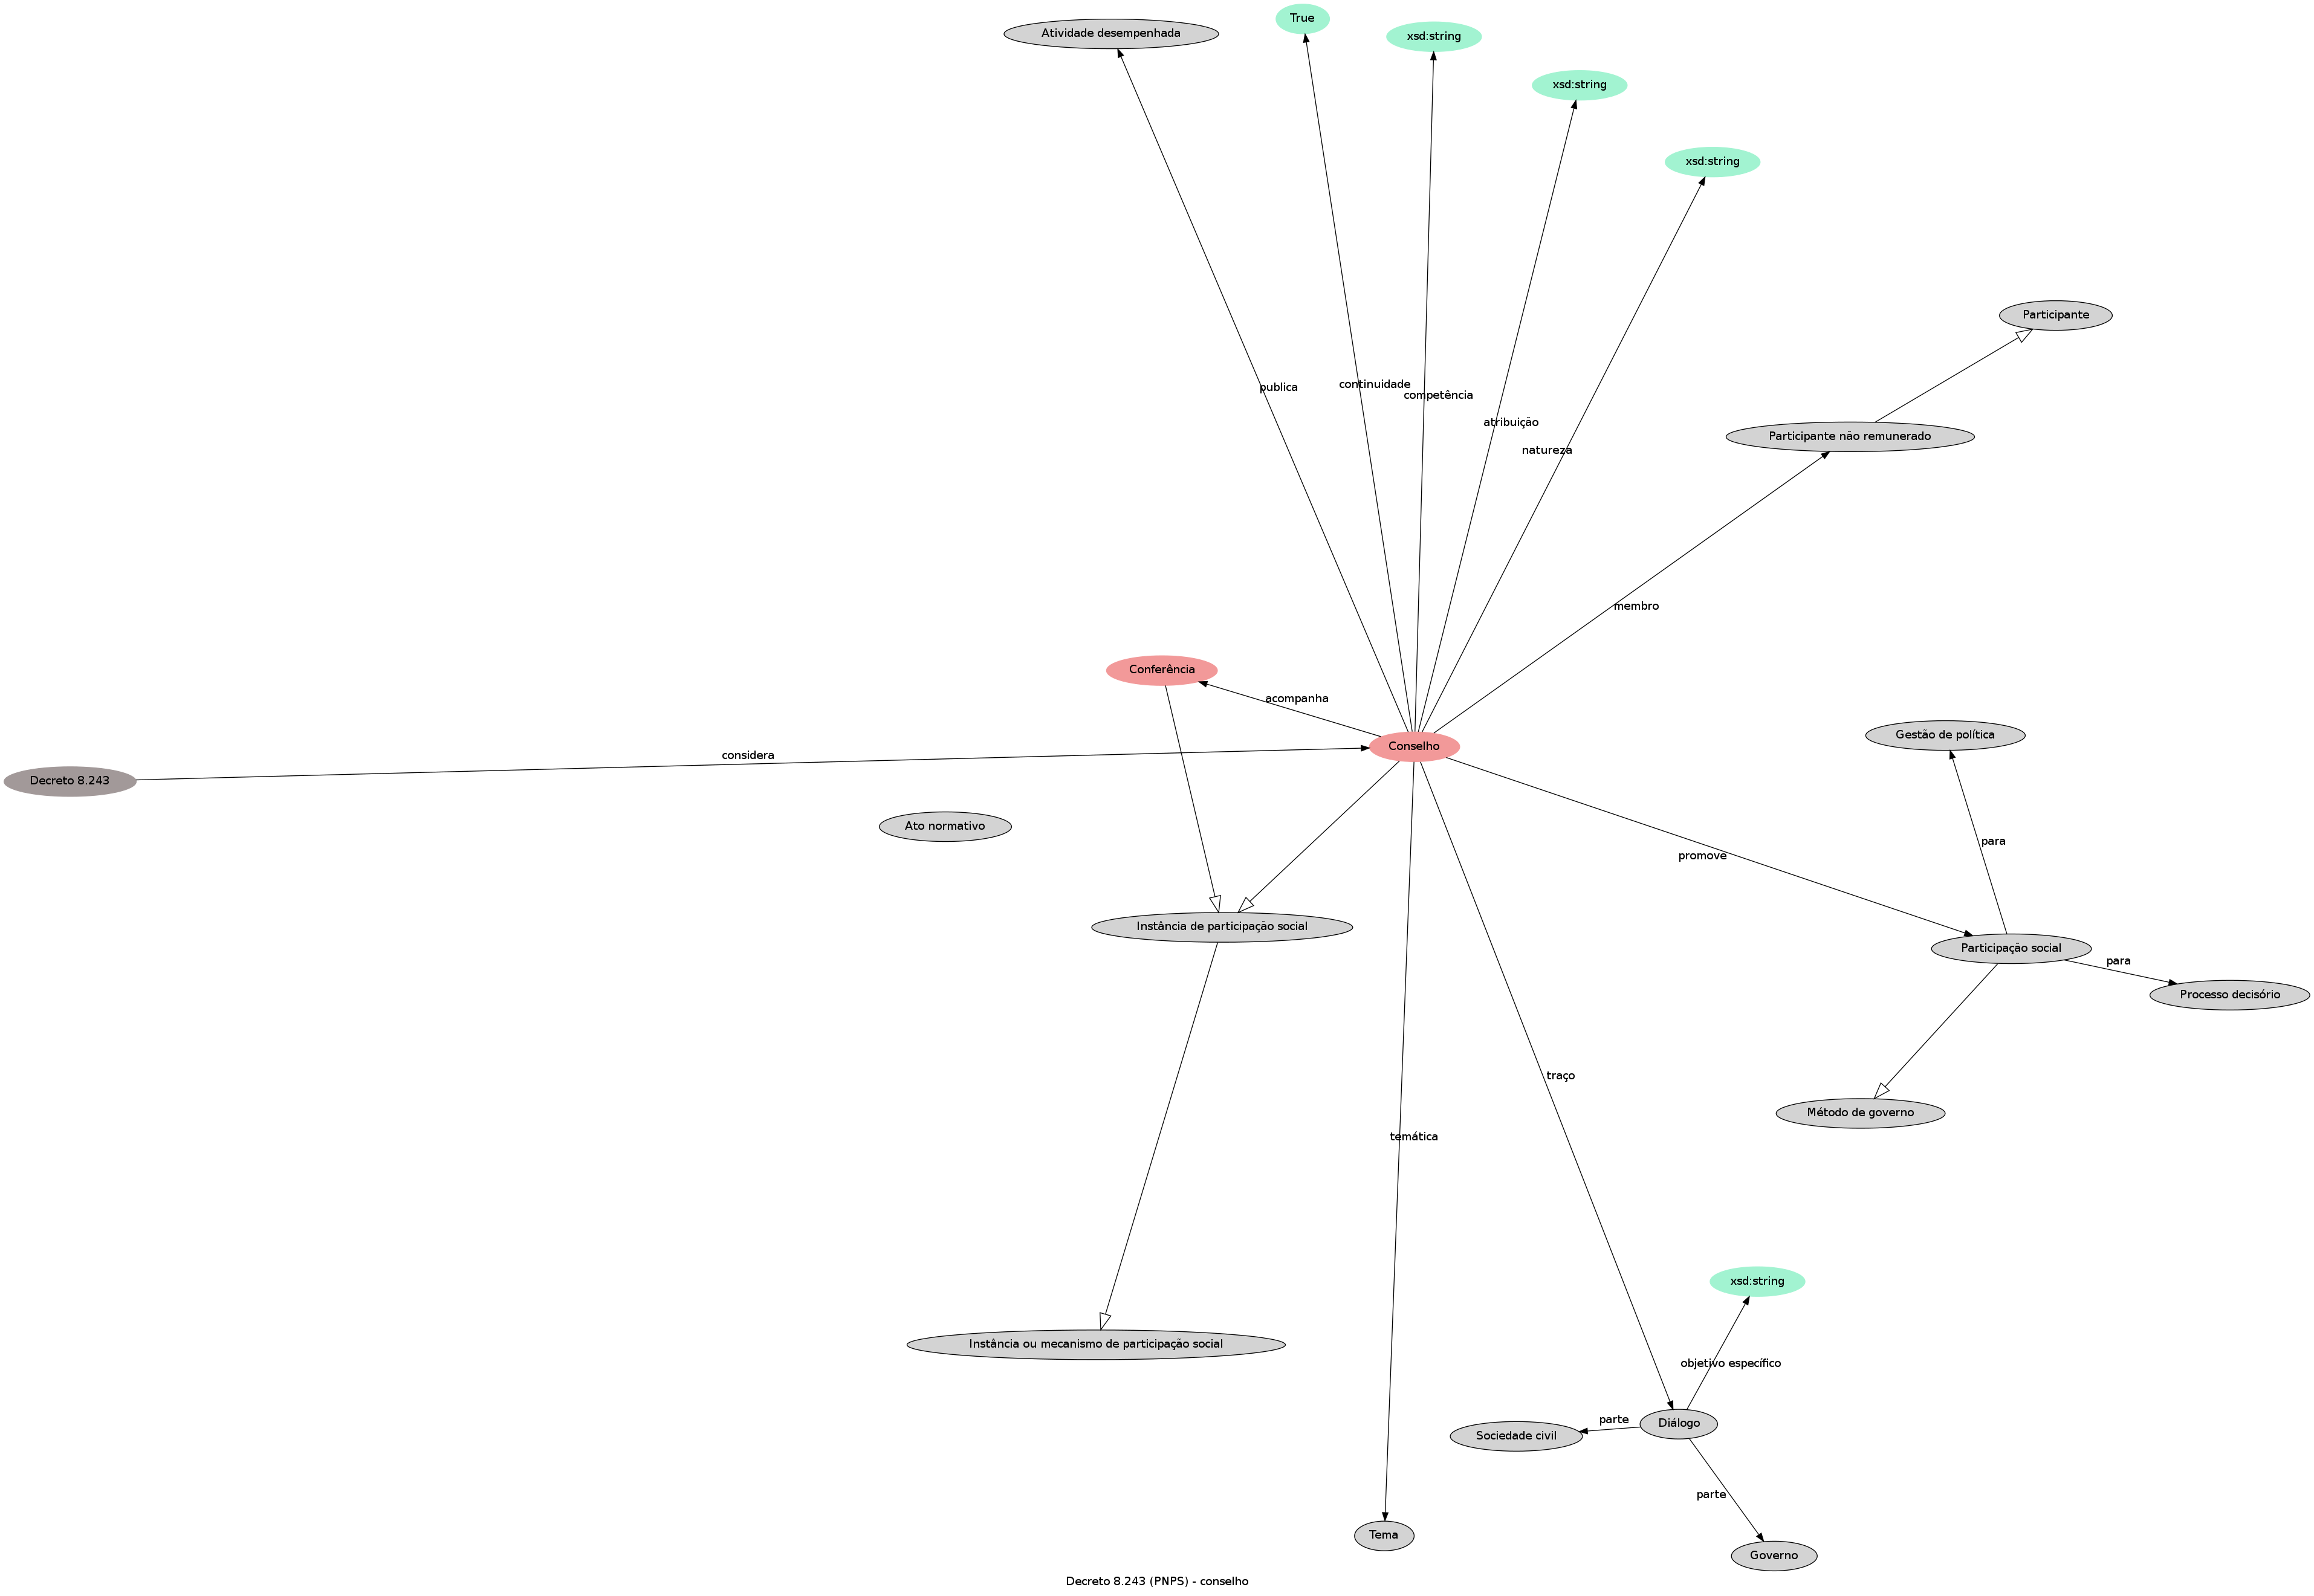 True
Atividade desempenhada
xsd:string
xsd:string
xsd:string
Participante
publica
continuidade
competência
atribuição
Participante não remunerado
natureza
membro
Conferência
acompanha
Gestão de política
Conselho
considera
Decreto 8.243
Ato normativo
para
promove
Instância de participação social
Participação social
para
Processo decisório
traço
Método de governo
temática
xsd:string
Instância ou mecanismo de participação social
objetivo específico
parte
Diálogo
Sociedade civil
parte
Tema
Governo
Decreto 8.243 (PNPS) - conselho